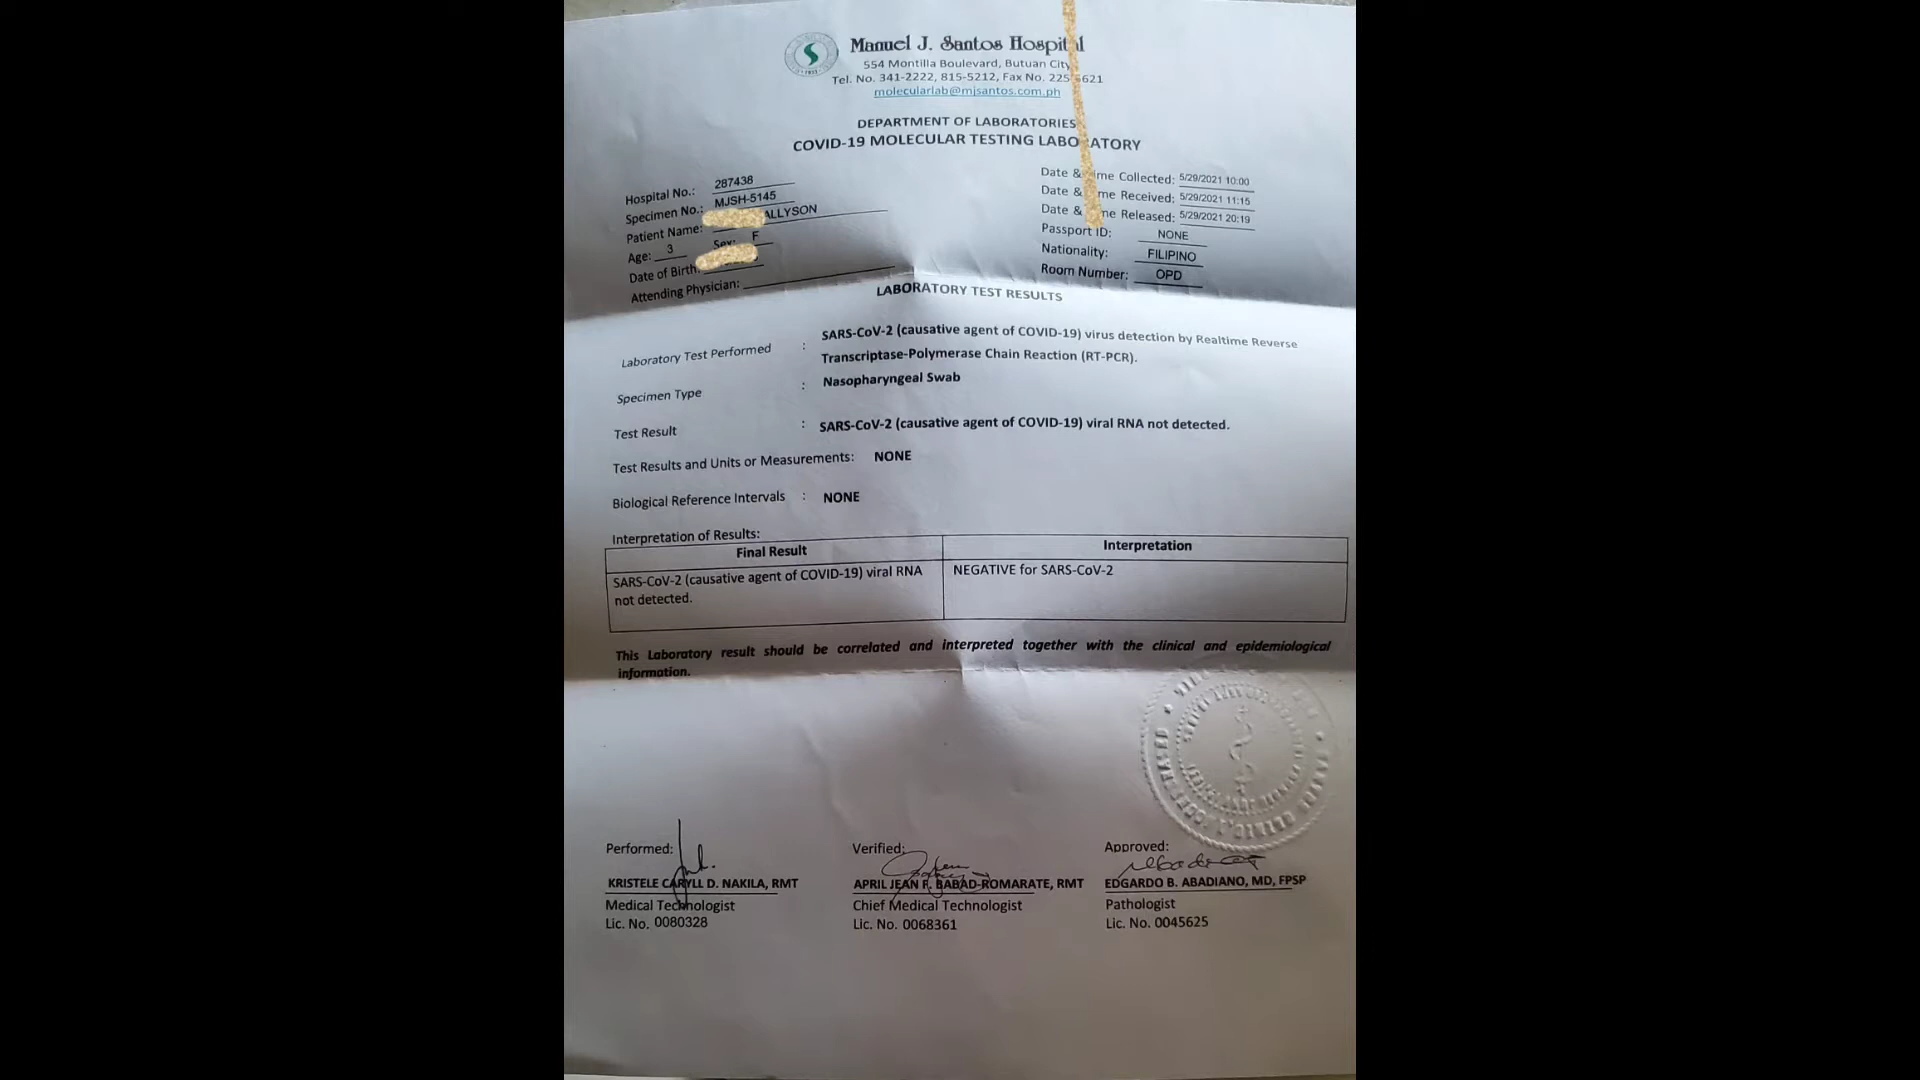 Manuel J. Santos Hospital
554 Montilla Boulevard, Butuan City
Tel. No. 341-2222, 815-5212, Fax No. 225 5621
molecularlab@mjsantos.com.ph
DEPARTMENT OF LABORATORIES
COVID-19 MOLECULAR TESTING LABORATORY
Hospital No.: 287438
Specimen No.: MJSH-5145
Patient Name: ALLYSON
Age: 3 Sex: F
Date of Birth:
Attending Physician:
Date & Time Collected: 5/29/2021 10:00
Date & Time Received: 5/29/2021 11:15
Date & Time Released: 5/29/2021 20:19
Passport ID: NONE
Nationality: FILIPINO
Room Number: OPD
LABORATORY TEST RESULTS
Laboratory Test Performed : SARS-CoV-2 (causative agent of COVID-19) virus detection by Realtime Reverse
Transcriptase-Polymerase Chain Reaction (RT-PCR).
Specimen Type : Nasopharyngeal Swab
Test Result : SARS-CoV-2 (causative agent of COVID-19) viral RNA not detected.
Test Results and Units or Measurements: NONE
Biological Reference Intervals : NONE
Interpretation of Results:
Final Result Interpretation
SARS-CoV-2 (causative agent of COVID-19) viral RNA NEGATIVE for SARS-CoV-2
not detected.
This Laboratory result should be correlated and interpreted together with the clinical and epidemiological
information.
Performed: Verified: Approved:
KRISTELE CARYLL D. NAKILA, RMT APRIL JEAN F. BABAD-ROMARATE, RMT EDGARDO B. ABADIANO, MD, FPSP
Medical Technologist Chief Medical Technologist Pathologist
Lic. No. 0080328 Lic. No. 0068361 Lic. No. 0045625